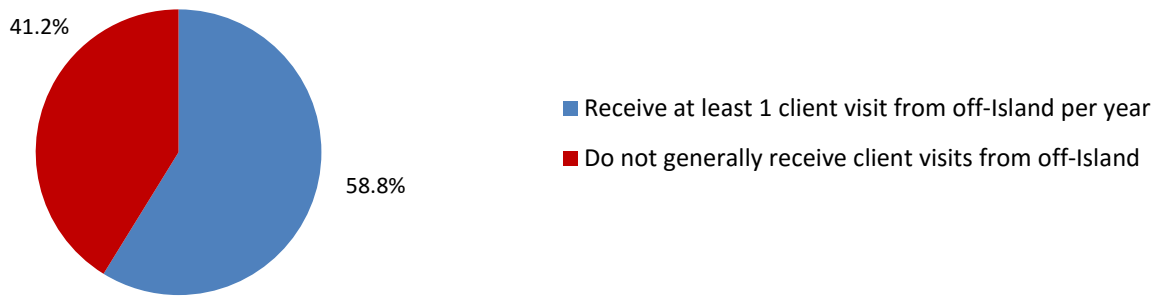 41.2%
58.8%
Receive at least 1 client visit from off-Island per year
Do not generally receive client visits from off-Island